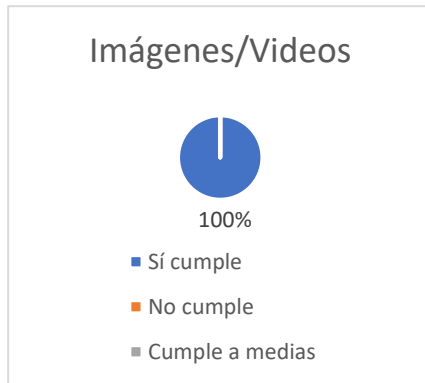 Imágenes/Videos
100%
Sí cumple
No cumple
Cumple a medias